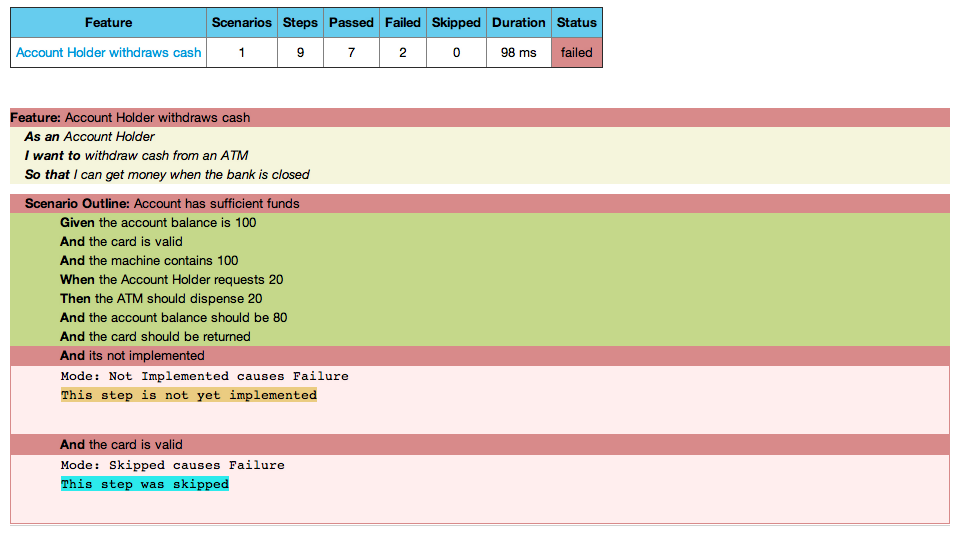 Feature Scenarios Steps Passed Failed Skipped Duration Status
Account Holder withdraws cash 1 9 7 2 0 98 ms failed
Feature: Account Holder withdraws cash
As an Account Holder
I want to withdraw cash from an ATM
So that I can get money when the bank is closed
Scenario Outline: Account has sufficient funds
Given the account balance is 100
And the card is valid
And the machine contains 100
When the Account Holder requests 20
Then the ATM should dispense 20
And the account balance should be 80
And the card should be returned
And its not implemented
Mode: Not Implemented causes Failure
This step is not yet implemented
And the card is valid
Mode: Skipped causes Failure
This step was skipped